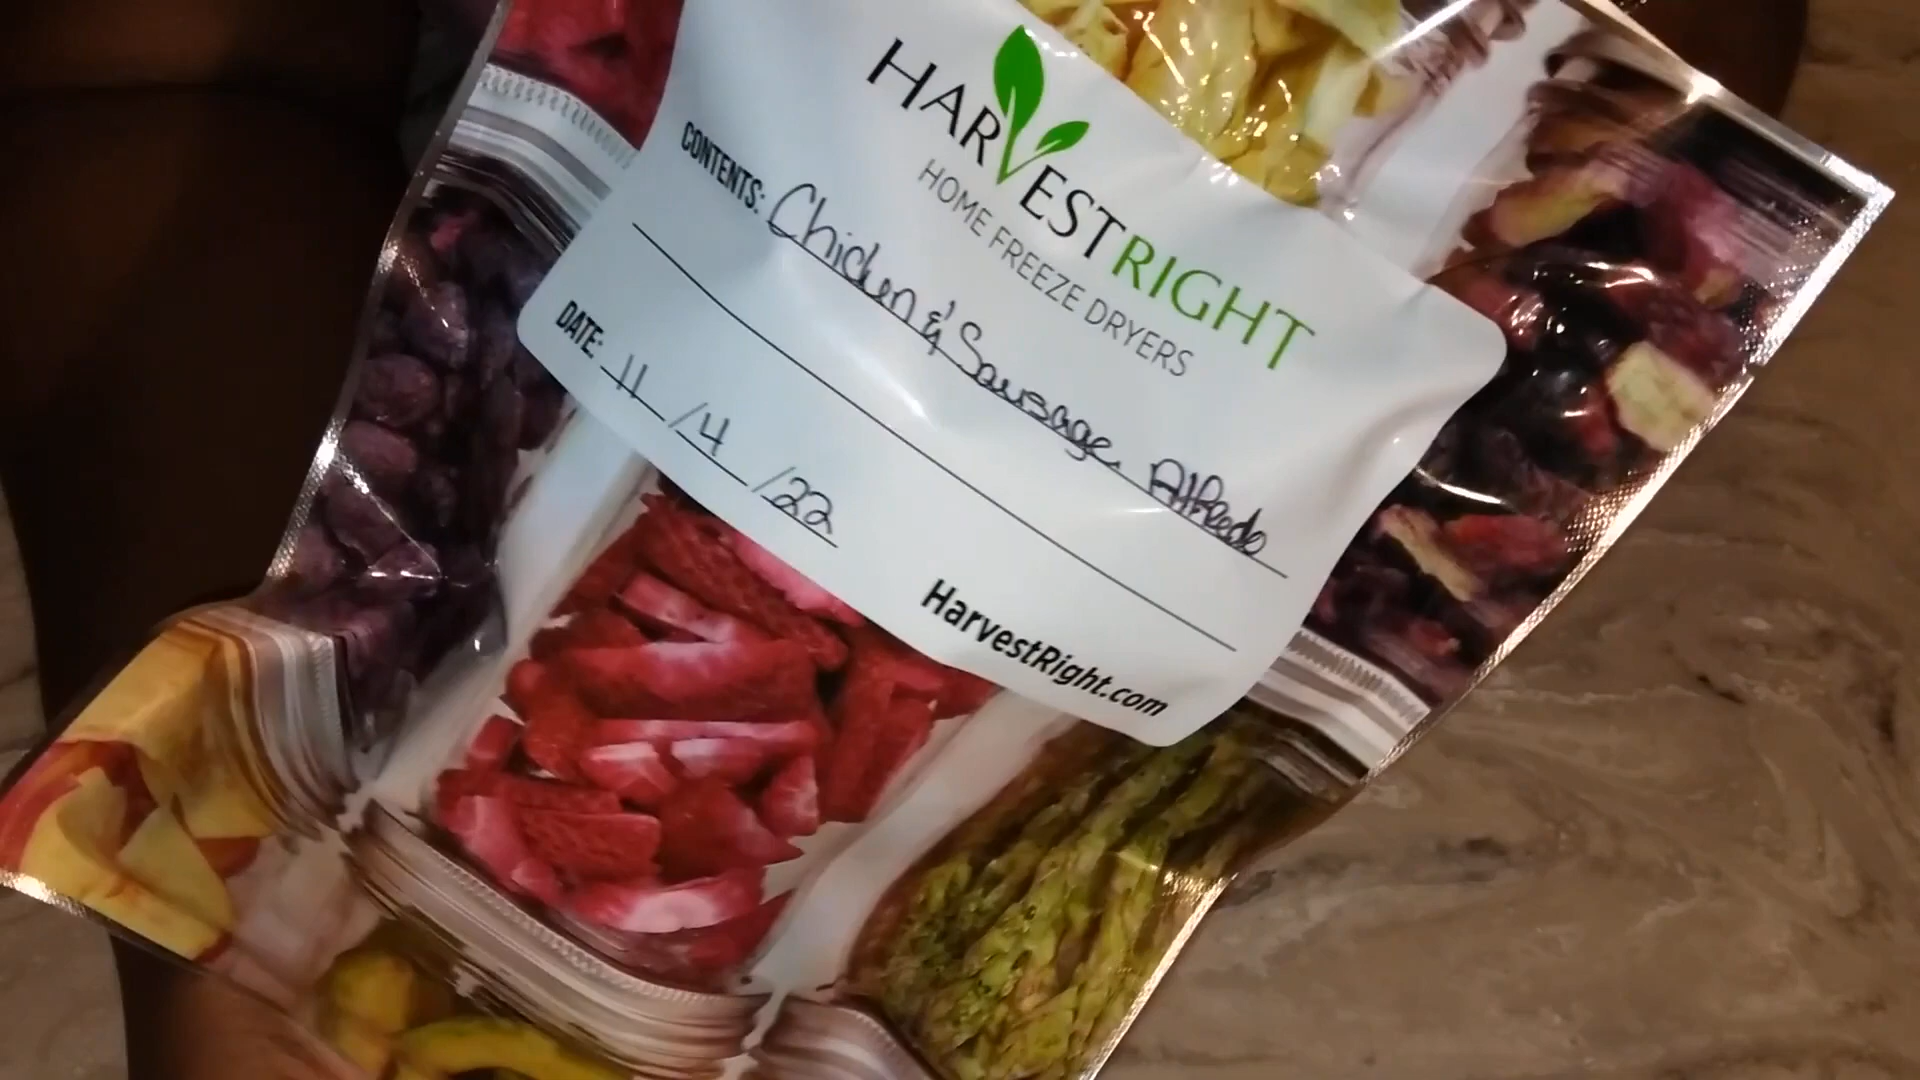 HARVESTRIGHT
HOME FREEZE DRYERS
CONTENTS: Chicken & Sausage Alfredo
DATE: 11/4/22
HarvestRight.com